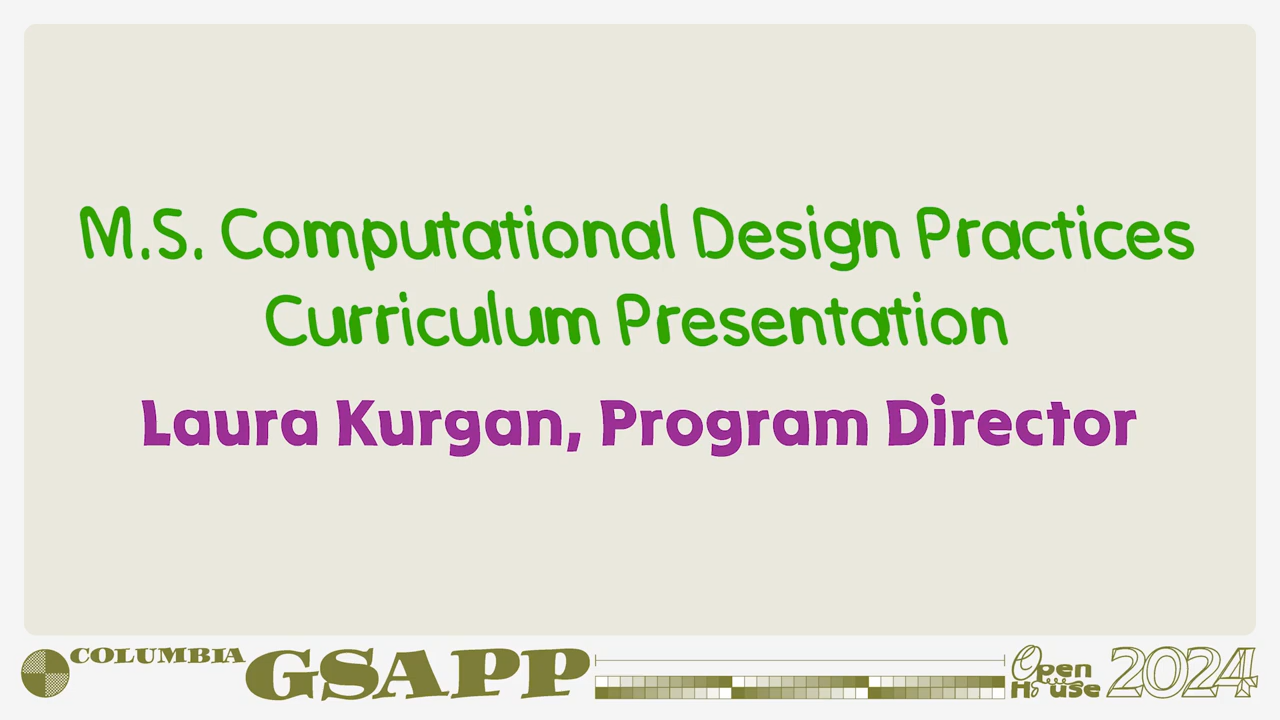 M.S. Computational Design Practices
Curriculum Presentation
Laura Kurgan, Program Director
COLUMBIA GSAPP
Open House 2024